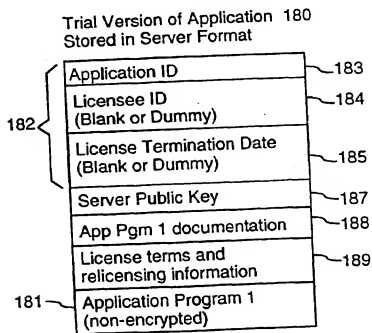 Trial Version of Application 180
Stored in Server Format
Application ID
183
Licensee ID
(Blank or Dummy)
184
182
License Termination Date
(Blank or Dummy)
185
Server Public Key
187
App Pgm 1 documentation
188
License terms and
relicensing information
189
181
Application Program 1
(non-encrypted)